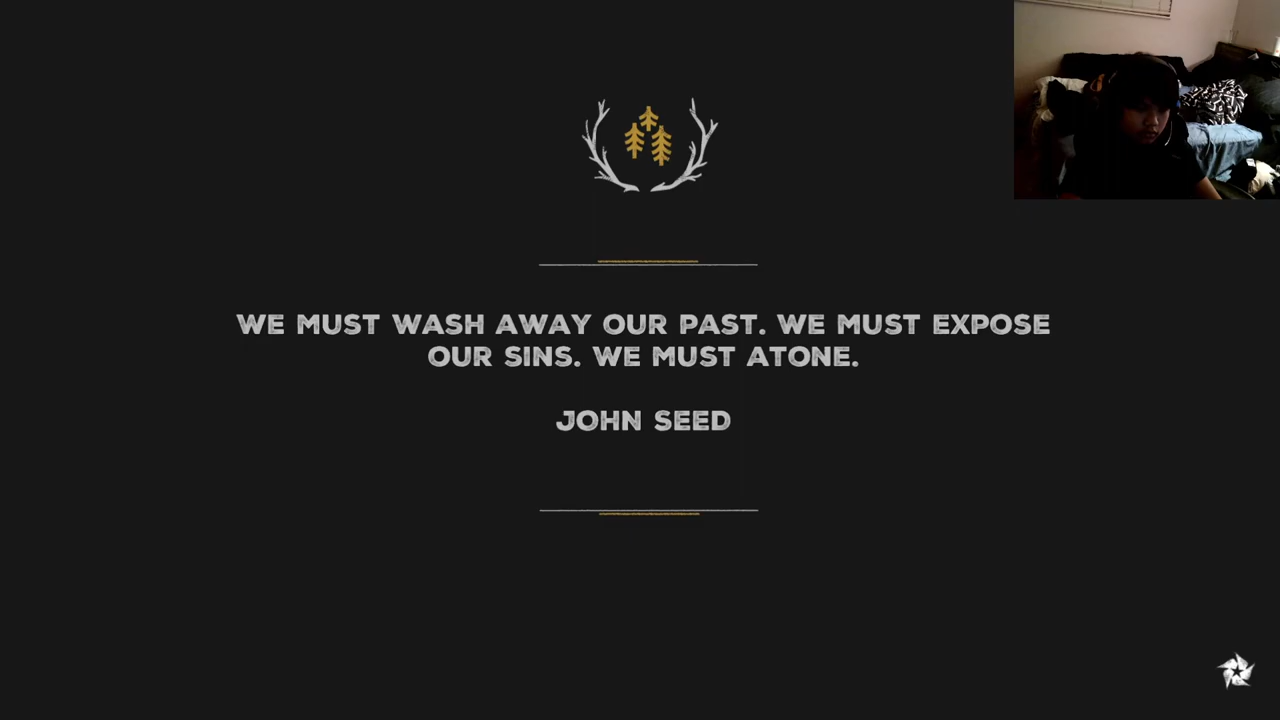 WE MUST WASH AWAY OUR PAST. WE MUST EXPOSE
OUR SINS. WE MUST ATONE.
JOHN SEED